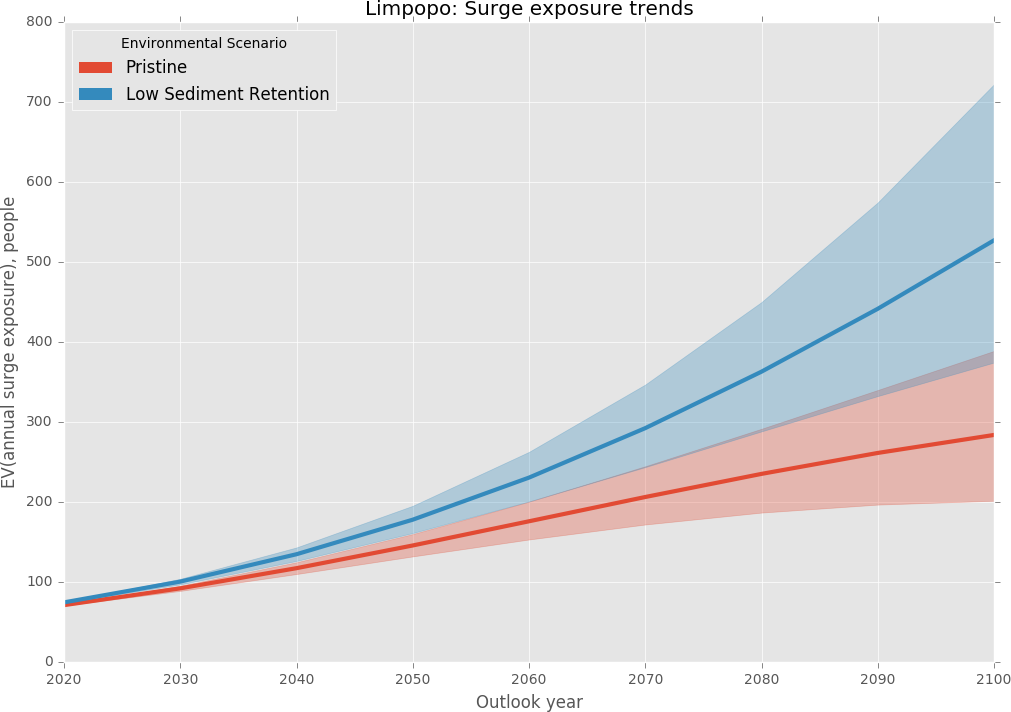 Limpopo: Surge exposure trends
Environmental Scenario
Pristine
Low Sediment Retention
EV(annual surge exposure), people
800
700
600
500
400
300
200
100
0
2020 2030 2040 2050 2060 2070 2080 2090 2100
Outlook year